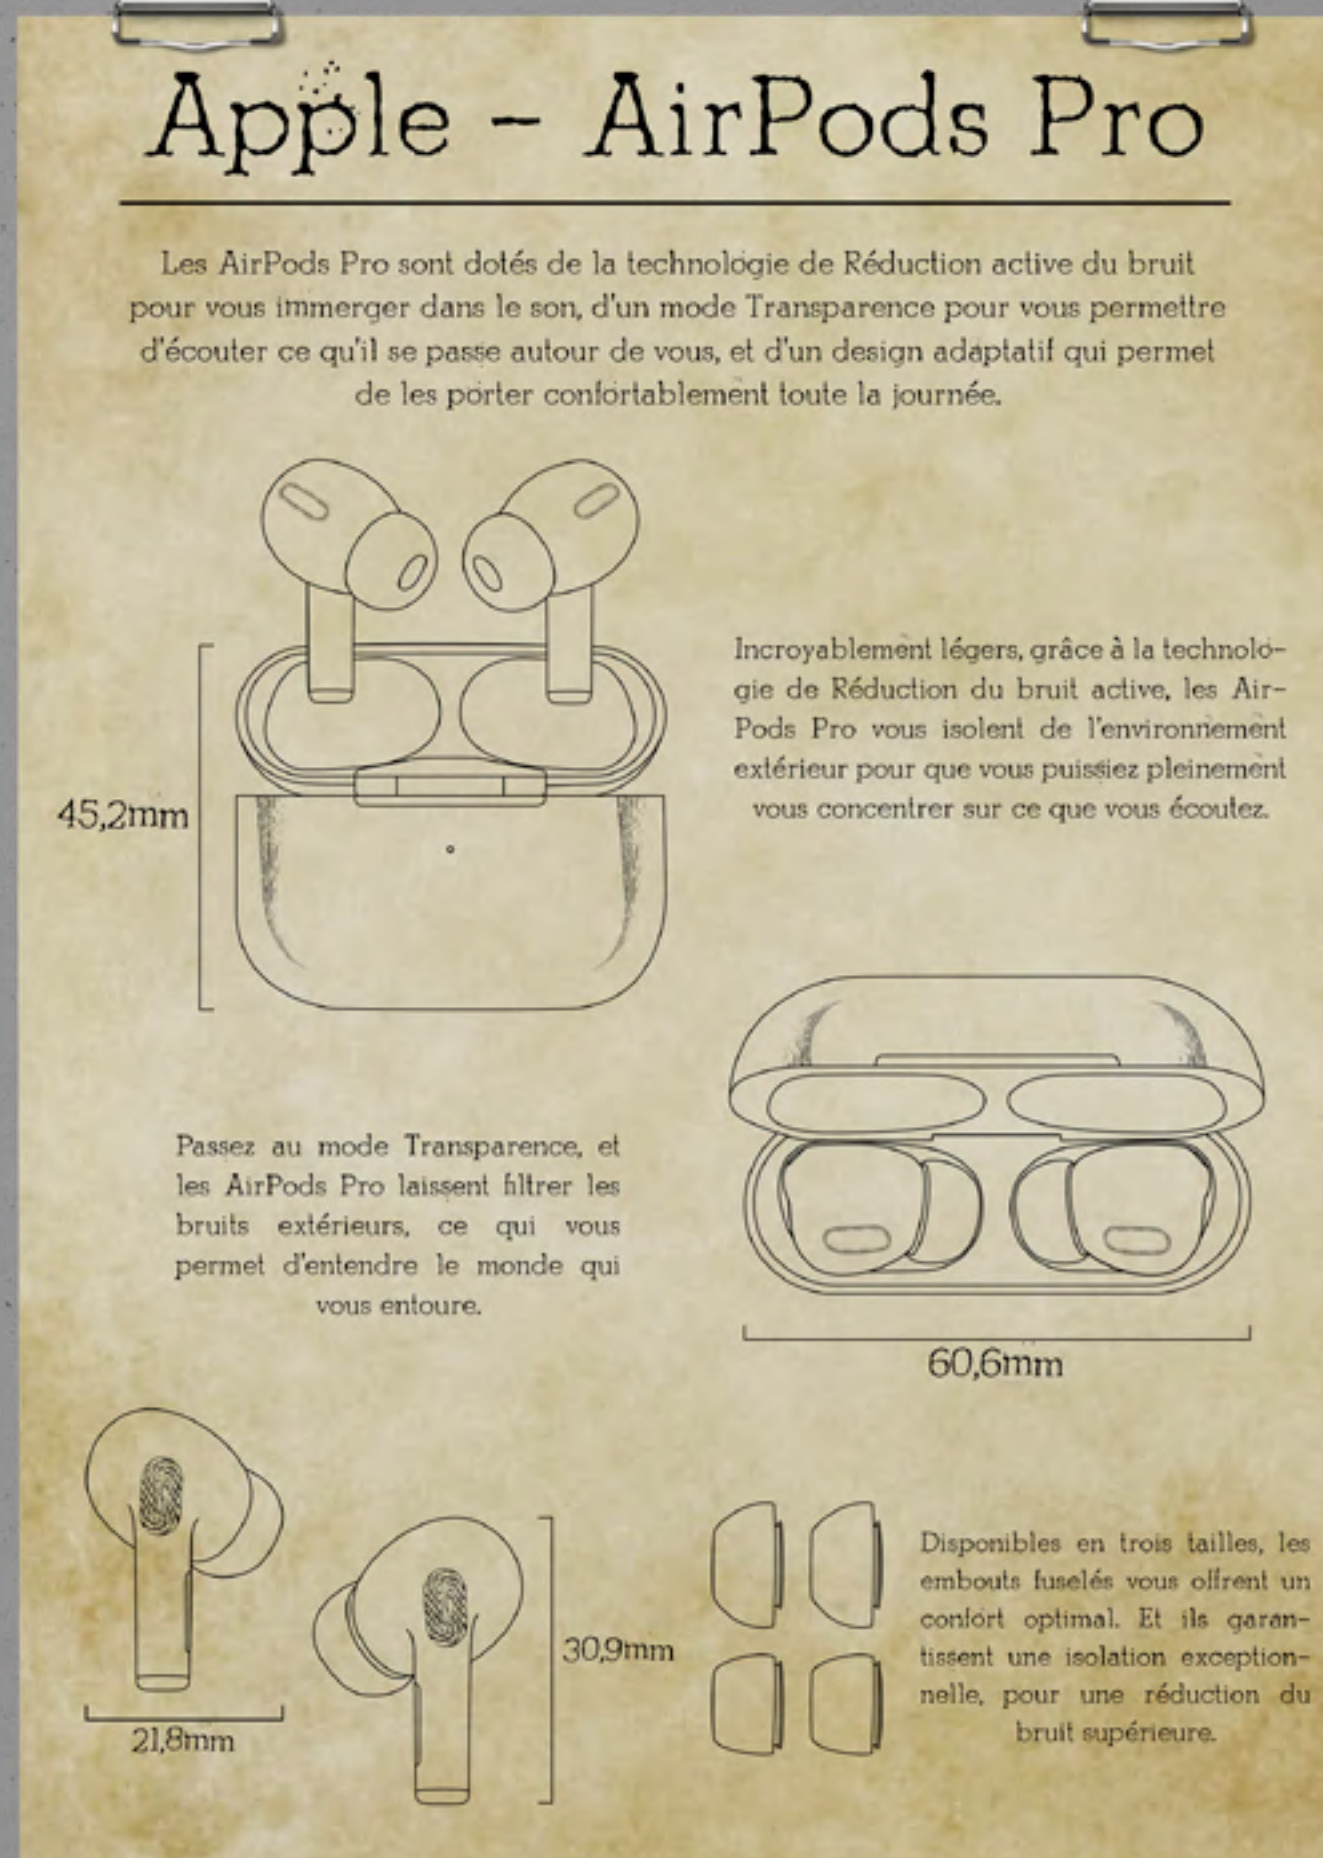 Apple - AirPods Pro
Les AirPods Pro sont dotés de la technologie de Réduction active du bruit
pour vous immerger dans le son, d'un mode Transparence pour vous permettre
d'écouter ce qu'il se passe autour de vous, et d'un design adaptatif qui permet
de les porter confortablement toute la journée.
Incroyablement légers, grâce à la technolo-
gie de Réduction du bruit active, les Air-
Pods Pro vous isolent de l'environnement
extérieur pour que vous puissiez pleinement
vous concentrer sur ce que vous écoutez.
45,2mm
Passez au mode Transparence, et
les AirPods Pro laissent filtrer les
bruits extérieurs, ce qui vous
permet d'entendre le monde qui
vous entoure.
60,6mm
21,8mm
30,9mm
Disponibles en trois tailles, les
embouts fuselés vous offrent un
confort optimal. Et ils garan-
tissent une isolation exception-
nelle, pour une réduction du
bruit supérieure.